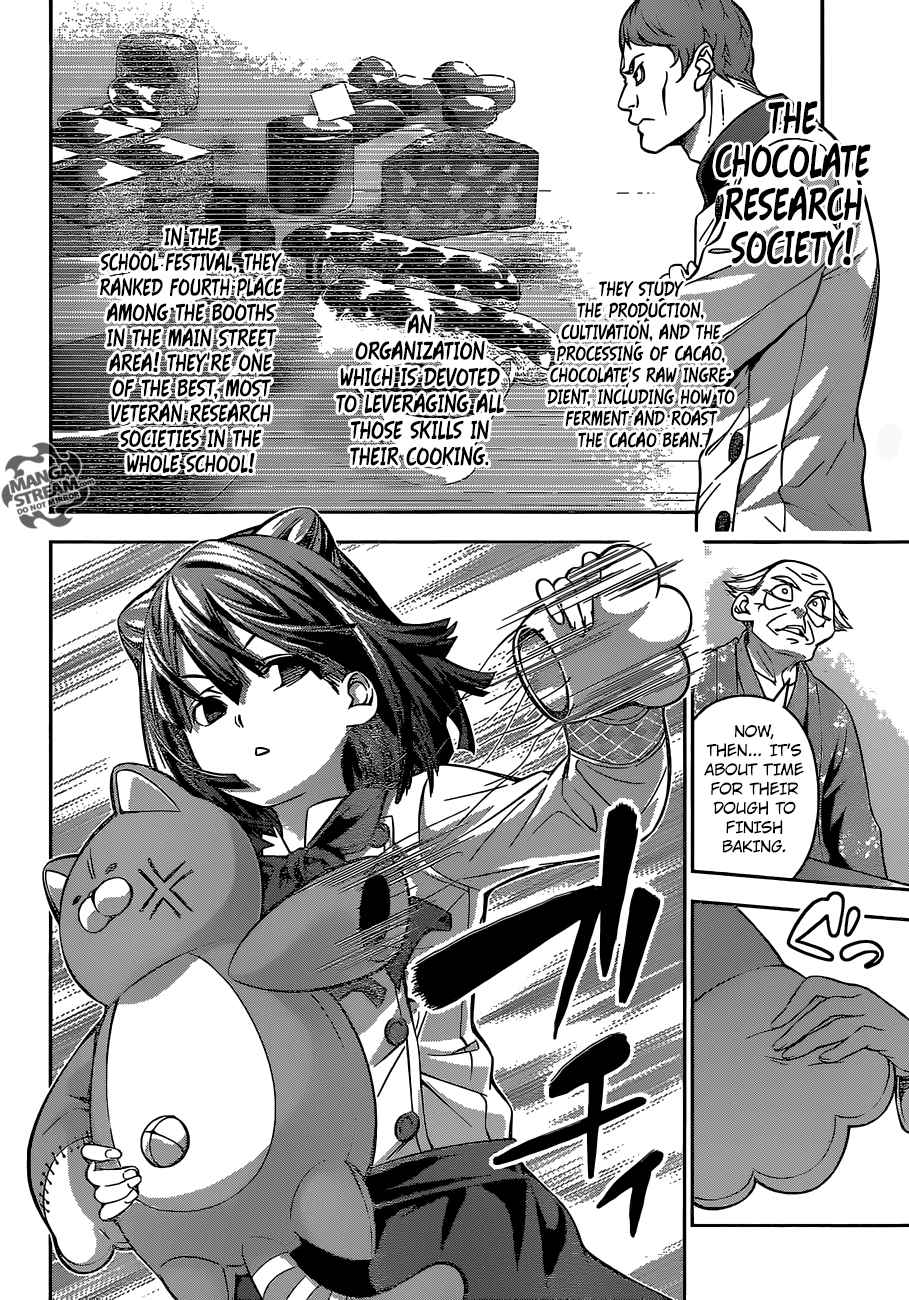 THE
CHOCOLATE
RESEARCH
SOCIETY!
THEY STUDY
THE PRODUCTION,
CULTIVATION, AND THE
PROCESSING OF CACAO,
CHOCOLATE'S RAW INGRE-
DIENT, INCLUDING HOW TO
FERMENT AND ROAST
THE CACAO BEAN.
AN
ORGANIZATION
WHICH IS DEVOTED
TO LEVERAGING ALL
THOSE SKILLS IN
THEIR COOKING.
IN THE
SCHOOL FESTIVAL, THEY
RANKED FOURTH PLACE
AMONG THE BOOTHS
IN THE MAIN STREET
AREA! THEY'RE ONE
OF THE BEST, MOST
VETERAN RESEARCH
SOCIETIES IN THE
WHOLE SCHOOL!
MANGA
STREAM
NOW,
THEN... IT'S
ABOUT TIME
FOR THEIR
DOUGH TO
FINISH
BAKING.
ぐっ
ブチ